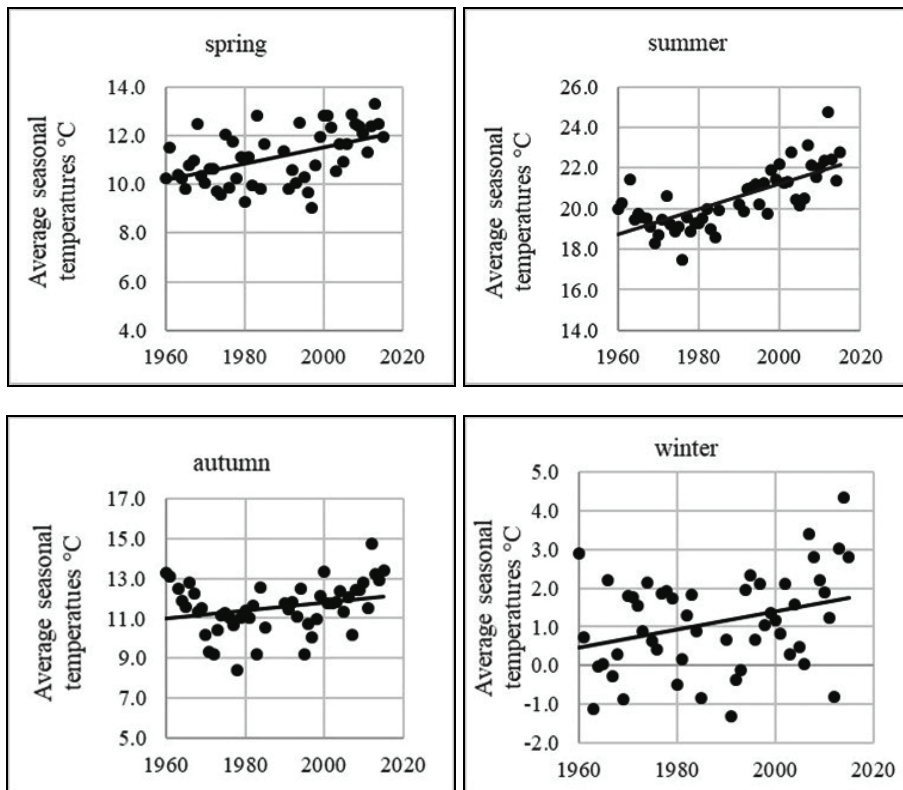 spring
Average seasonal
temperatures °C
14.0
12.0
10.0
8.0
6.0
4.0
1960 1980 2000 2020
summer
Average seasonal
temperatures °C
26.0
24.0
22.0
20.0
18.0
16.0
14.0
1960 1980 2000 2020
autumn
Average seasonal
temperatues °C
17.0
15.0
13.0
11.0
9.0
7.0
5.0
1960 1980 2000 2020
winter
Average seasonal
temperatures °C
5.0
4.0
3.0
2.0
1.0
0.0
-1.0
-2.0
1960 1980 2000 2020